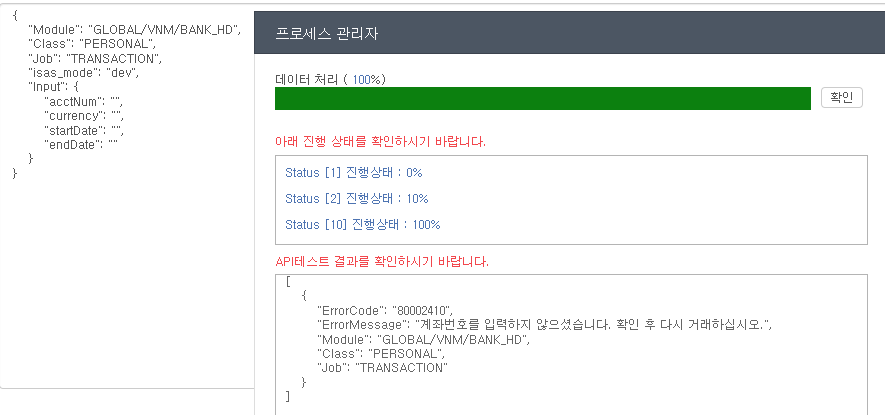 {
"Module": "GLOBAL/VNM/BANK_HD",
"Class": "PERSONAL",
"Job": "TRANSACTION",
"isas_mode": "dev",
"Input": {
"acctNum": "",
"currency": "",
"startDate": "",
"endDate": ""
}
}
프로세스 관리자
데이터 처리 ( 100%)
확인
아래 진행 상태를 확인하시기 바랍니다.
Status [1] 진행상태 : 0%
Status [2] 진행상태 : 10%
Status [10] 진행상태 : 100%
API테스트 결과를 확인하시기 바랍니다.
[
{
"ErrorCode": "80002410",
"ErrorMessage": "계좌번호를 입력하지 않으셨습니다. 확인 후 다시 거래하십시오.",
"Module": "GLOBAL/VNM/BANK_HD",
"Class": "PERSONAL",
"Job": "TRANSACTION"
}
]